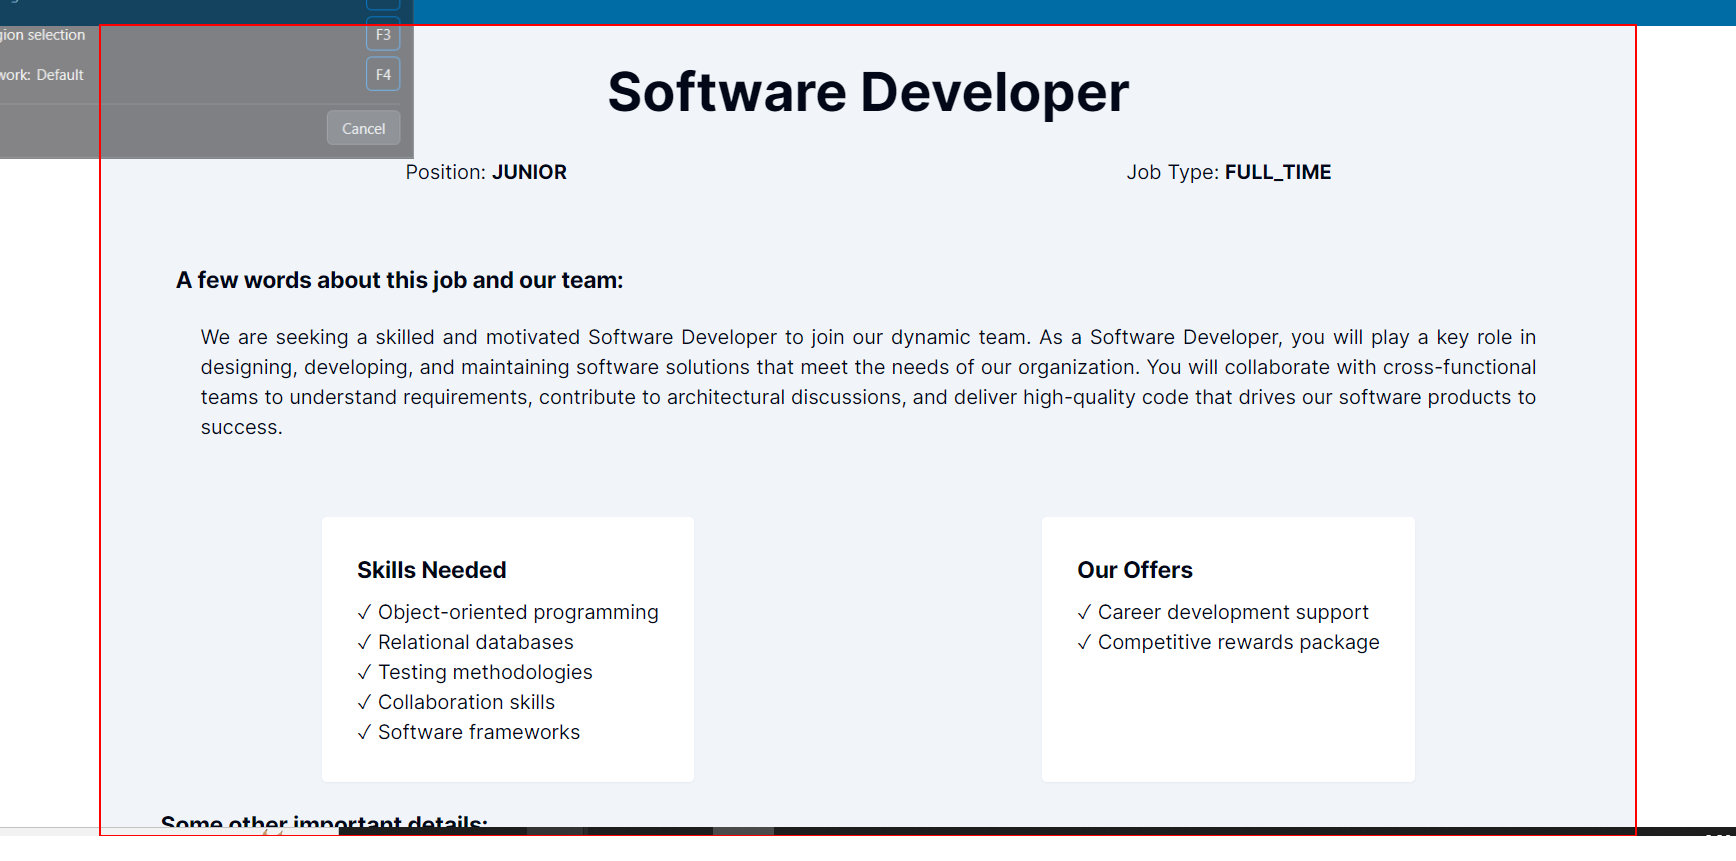 gion selection
F3
work: Default
F4
Cancel
Software Developer
Position: JUNIOR
Job Type: FULL_TIME
A few words about this job and our team:
We are seeking a skilled and motivated Software Developer to join our dynamic team. As a Software Developer, you will play a key role in
designing, developing, and maintaining software solutions that meet the needs of our organization. You will collaborate with cross-functional
teams to understand requirements, contribute to architectural discussions, and deliver high-quality code that drives our software products to
success.
Skills Needed
✓ Object-oriented programming
✓ Relational databases
✓ Testing methodologies
✓ Collaboration skills
✓ Software frameworks
Our Offers
✓ Career development support
✓ Competitive rewards package
Some other important details: